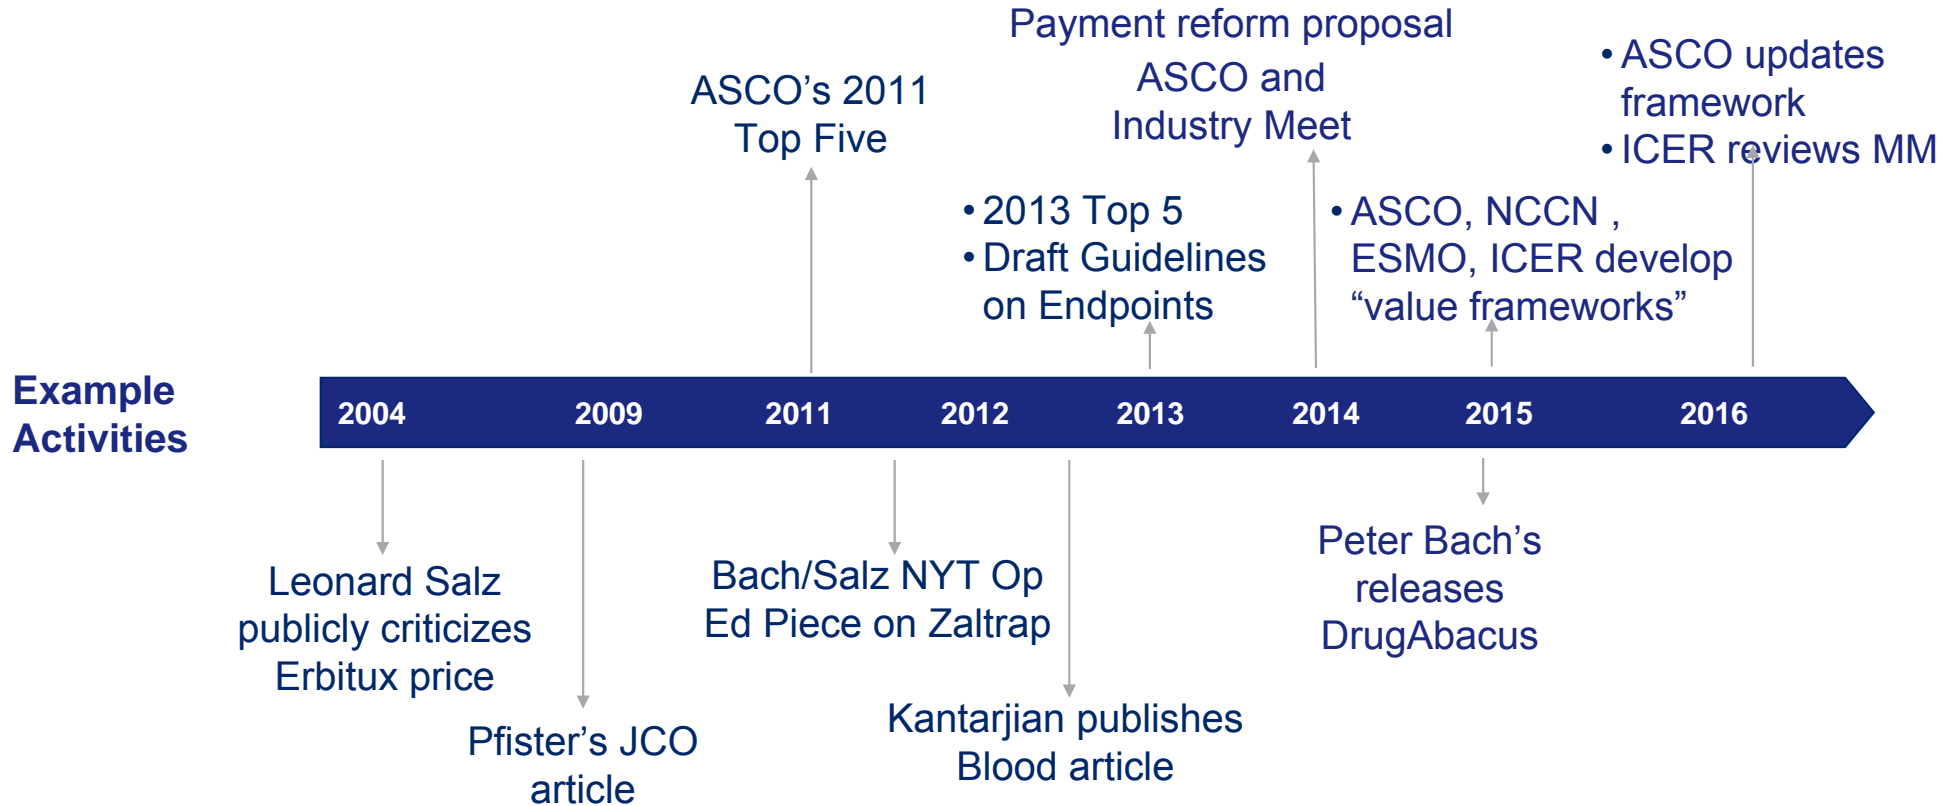 Payment reform proposal
ASCO and
Industry Meet
• ASCO updates
framework
• ICER reviews MM
ASCO's 2011
Top Five
• 2013 Top 5
• Draft Guidelines
on Endpoints
• ASCO, NCCN ,
ESMO, ICER develop
“value frameworks”
Example
Activities
2004 2009 2011 2012 2013 2014 2015 2016
Leonard Salz
publicly criticizes
Erbitux price
Pfister's JCO
article
Bach/Salz NYT Op
Ed Piece on Zaltrap
Kantarjian publishes
Blood article
Peter Bach's
releases
DrugAbacus